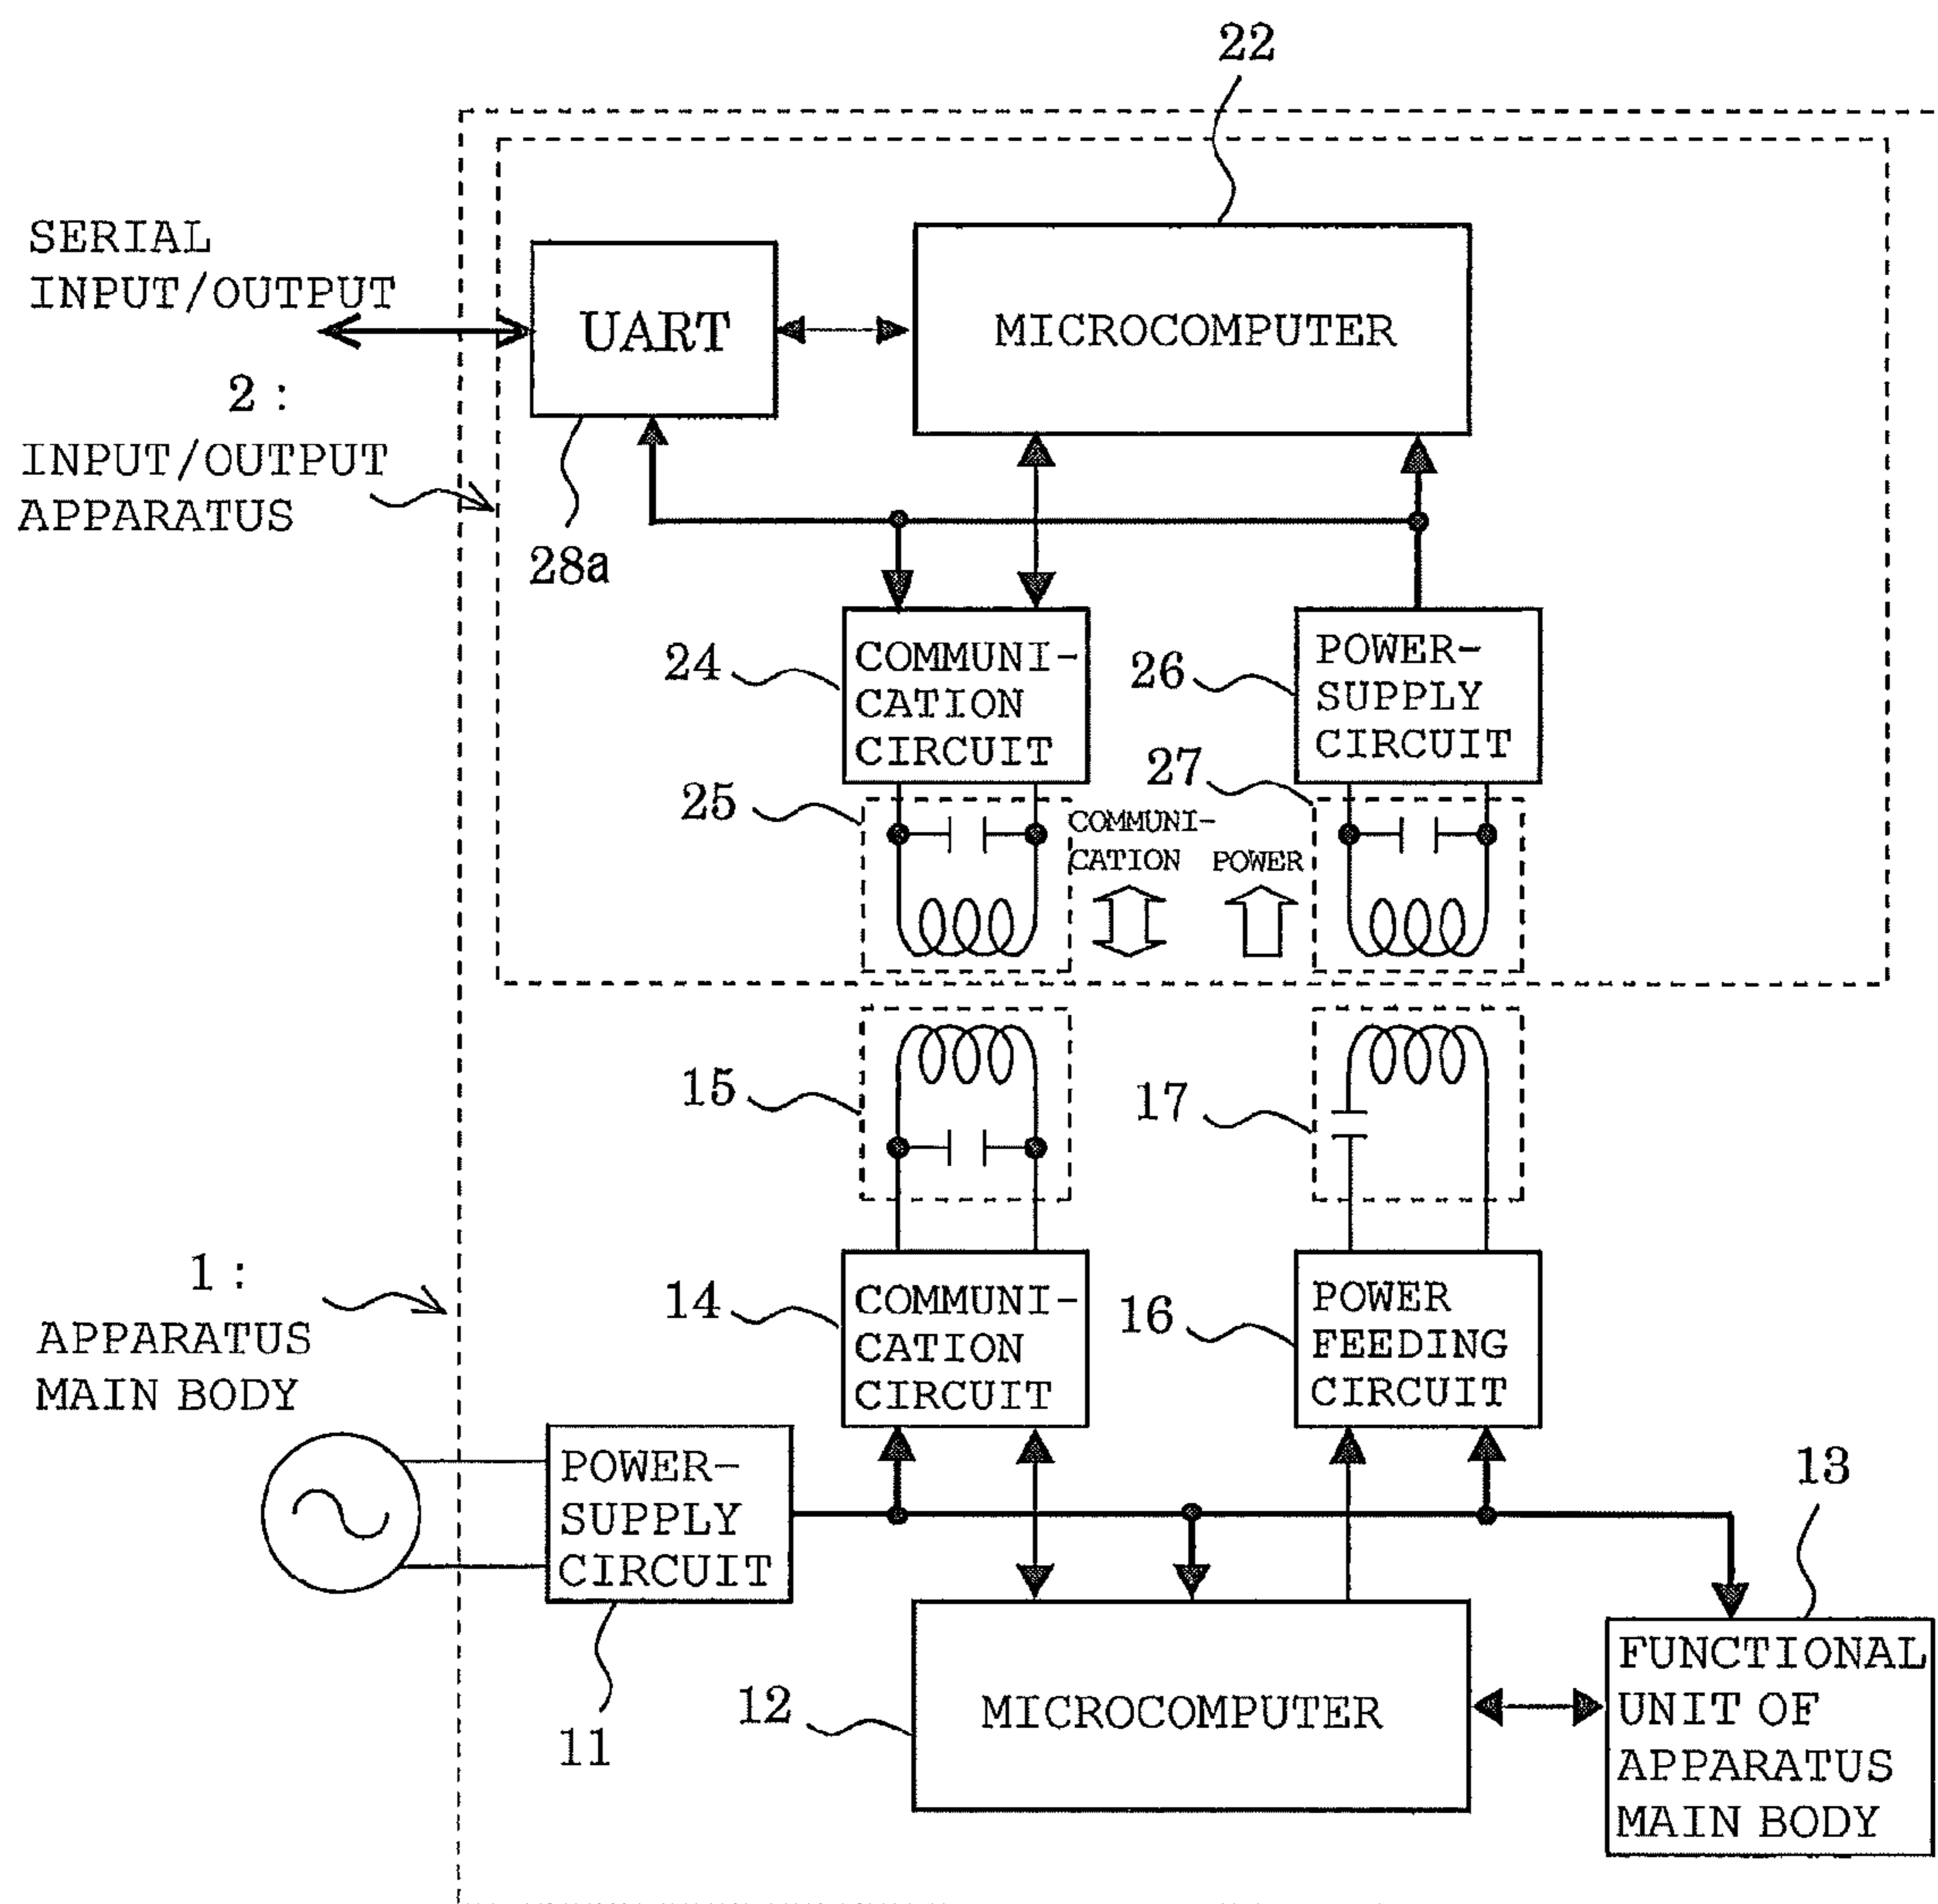 22
SERIAL
INPUT/OUTPUT
UART
MICROCOMPUTER
2 :
INPUT/OUTPUT
APPARATUS
28a
24
COMMUNI-
CATION
CIRCUIT
26
POWER-
SUPPLY
CIRCUIT
25
COMMUNI-
CATION
POWER
27
15
17
1 :
APPARATUS
MAIN BODY
14
COMMUNI-
CATION
CIRCUIT
16
POWER
FEEDING
CIRCUIT
POWER-
SUPPLY
CIRCUIT
11
13
12
MICROCOMPUTER
FUNCTIONAL
UNIT OF
APPARATUS
MAIN BODY